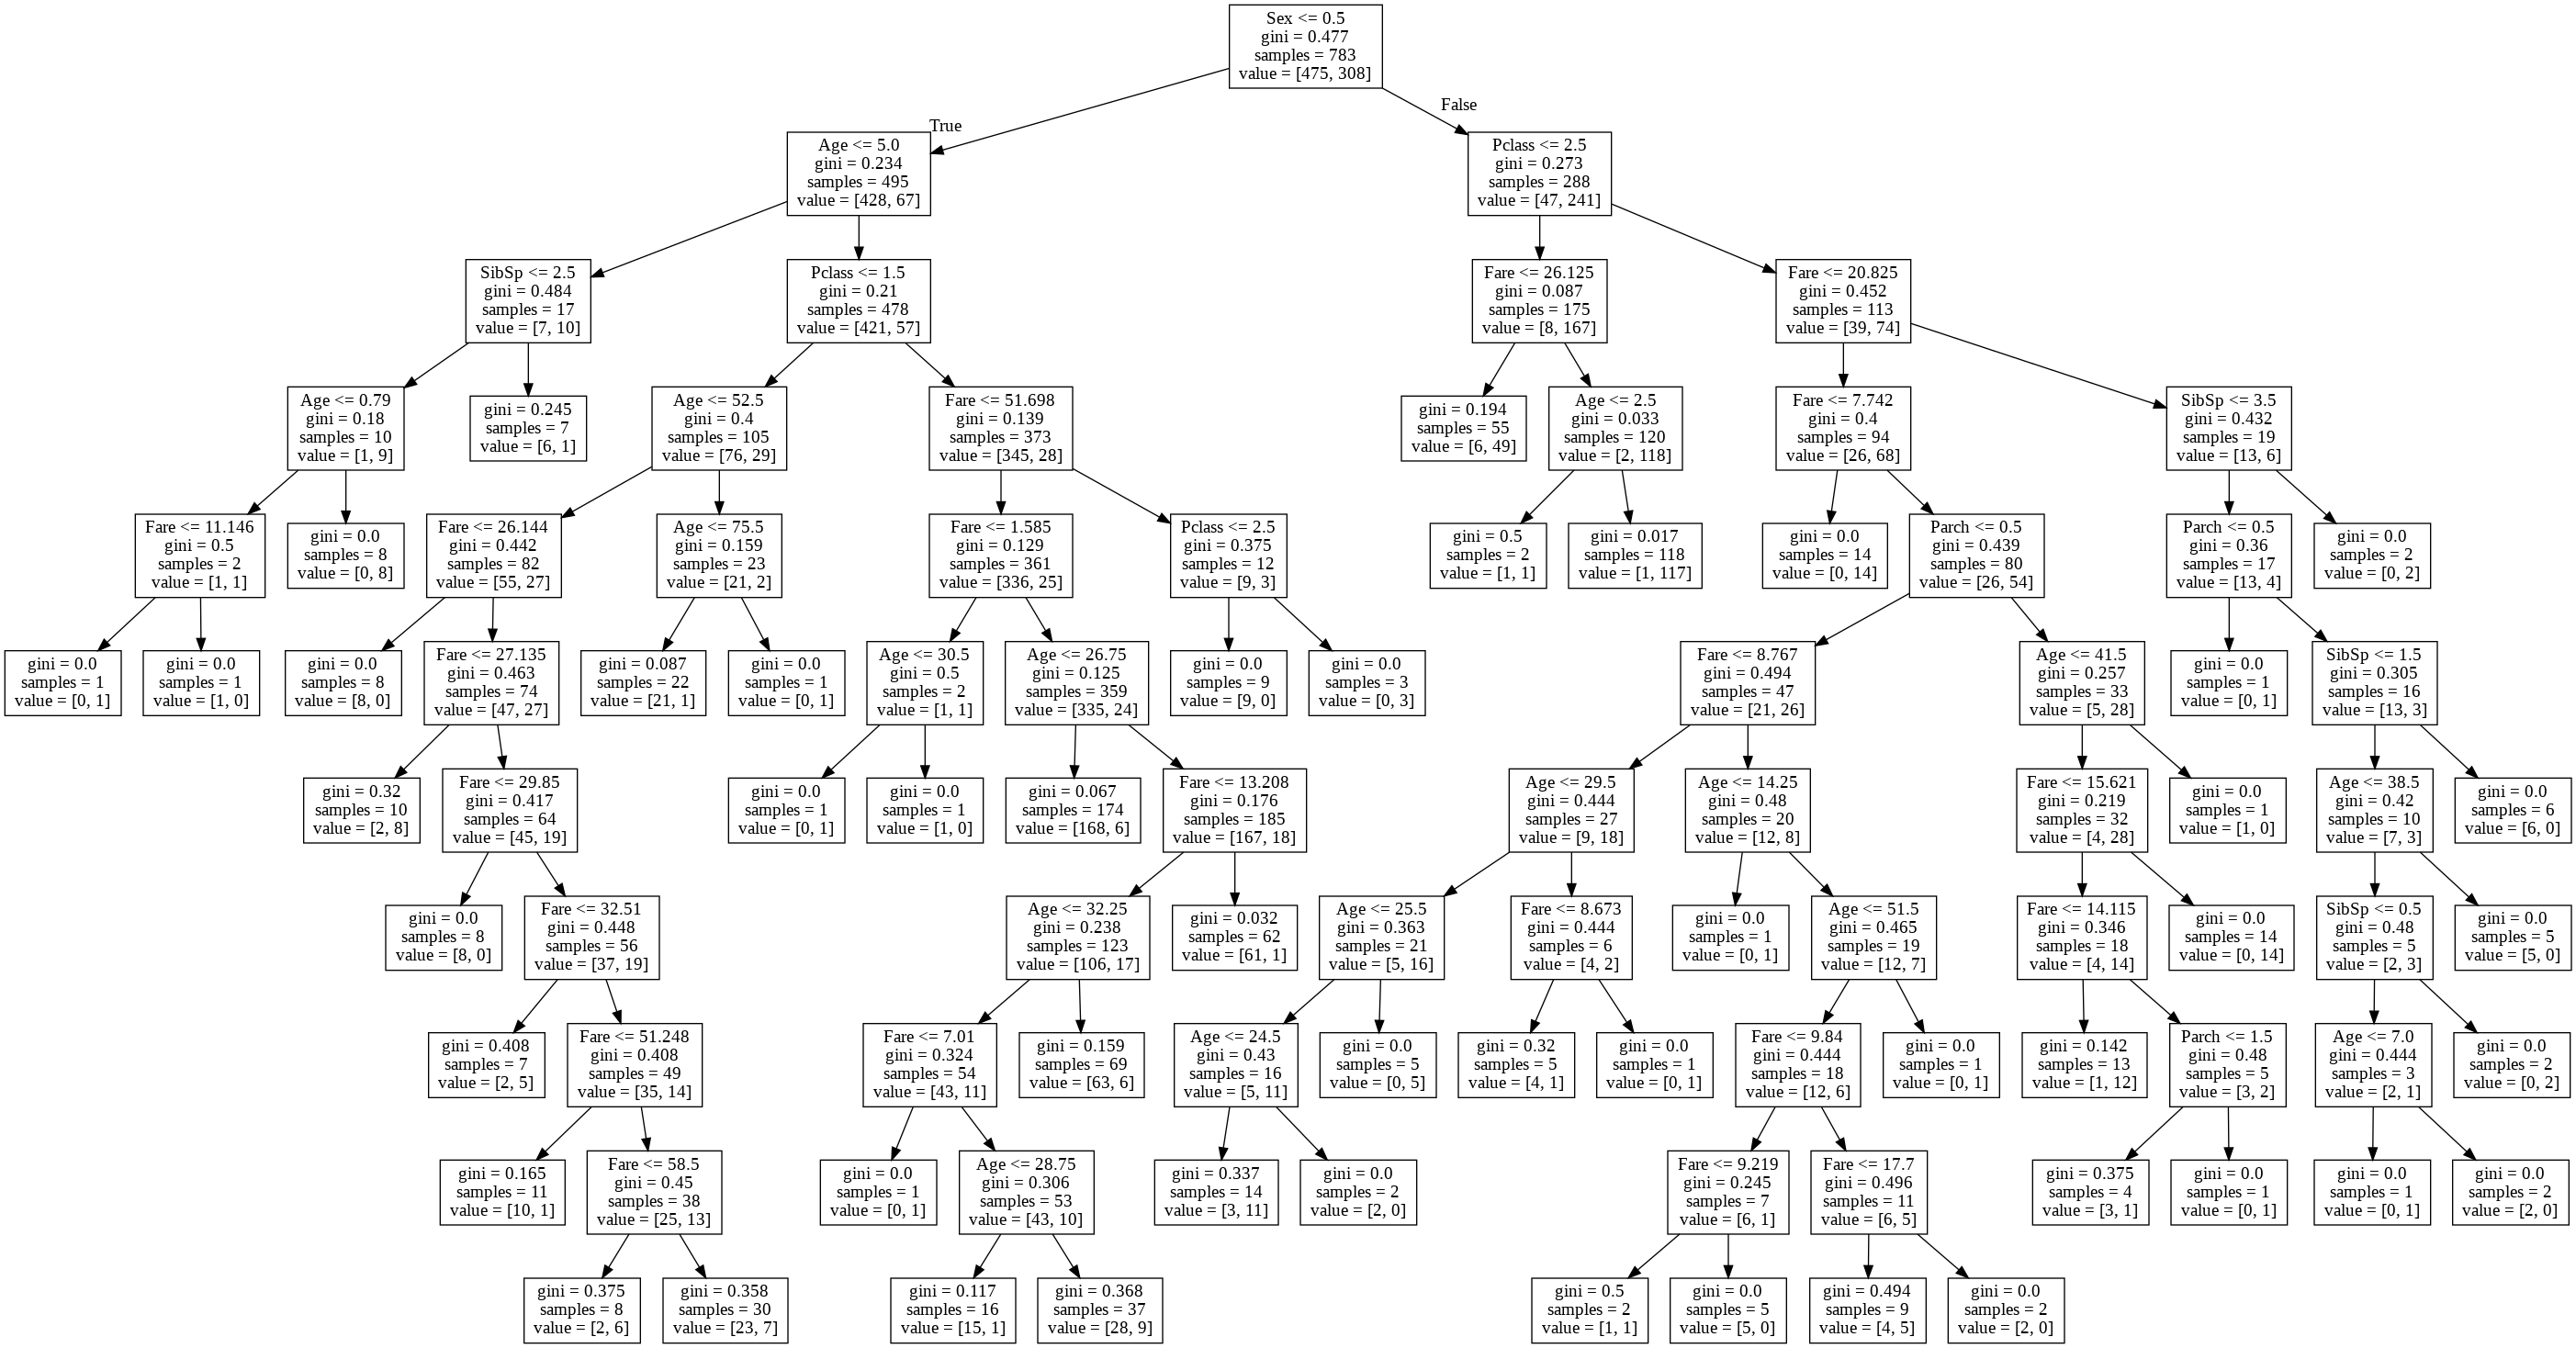 Sex <= 0.5
gini = 0.477
samples = 783
value = [475, 308]
True
False
Age <= 5.0
gini = 0.234
samples = 495
value = [428, 67]
Pclass <= 2.5
gini = 0.273
samples = 288
value = [47, 241]
SibSp <= 2.5
gini = 0.484
samples = 17
value = [7, 10]
Pclass <= 1.5
gini = 0.21
samples = 478
value = [421, 57]
Fare <= 26.125
gini = 0.087
samples = 175
value = [8, 167]
Fare <= 20.825
gini = 0.452
samples = 113
value = [39, 74]
Age <= 0.79
gini = 0.18
samples = 10
value = [1, 9]
gini = 0.245
samples = 7
value = [6, 1]
Age <= 52.5
gini = 0.4
samples = 105
value = [76, 29]
Fare <= 51.698
gini = 0.139
samples = 373
value = [345, 28]
gini = 0.194
samples = 55
value = [6, 49]
Age <= 2.5
gini = 0.033
samples = 120
value = [2, 118]
Fare <= 7.742
gini = 0.4
samples = 94
value = [26, 68]
SibSp <= 3.5
gini = 0.432
samples = 19
value = [13, 6]
Fare <= 11.146
gini = 0.5
samples = 2
value = [1, 1]
gini = 0.0
samples = 8
value = [0, 8]
Fare <= 26.144
gini = 0.442
samples = 82
value = [55, 27]
Age <= 75.5
gini = 0.159
samples = 23
value = [21, 2]
Fare <= 1.585
gini = 0.129
samples = 361
value = [336, 25]
Pclass <= 2.5
gini = 0.375
samples = 12
value = [9, 3]
gini = 0.5
samples = 2
value = [1, 1]
gini = 0.017
samples = 118
value = [1, 117]
gini = 0.0
samples = 14
value = [0, 14]
Parch <= 0.5
gini = 0.439
samples = 80
value = [26, 54]
Parch <= 0.5
gini = 0.36
samples = 17
value = [13, 4]
gini = 0.0
samples = 2
value = [0, 2]
gini = 0.0
samples = 1
value = [0, 1]
gini = 0.0
samples = 1
value = [1, 0]
gini = 0.0
samples = 8
value = [8, 0]
Fare <= 27.135
gini = 0.463
samples = 74
value = [47, 27]
gini = 0.087
samples = 22
value = [21, 1]
gini = 0.0
samples = 1
value = [0, 1]
Age <= 30.5
gini = 0.5
samples = 2
value = [1, 1]
Age <= 26.75
gini = 0.125
samples = 359
value = [335, 24]
gini = 0.0
samples = 9
value = [9, 0]
gini = 0.0
samples = 3
value = [0, 3]
Fare <= 8.767
gini = 0.494
samples = 47
value = [21, 26]
Age <= 41.5
gini = 0.257
samples = 33
value = [5, 28]
gini = 0.0
samples = 1
value = [0, 1]
SibSp <= 1.5
gini = 0.305
samples = 16
value = [13, 3]
gini = 0.32
samples = 10
value = [2, 8]
Fare <= 29.85
gini = 0.417
samples = 64
value = [45, 19]
gini = 0.0
samples = 1
value = [0, 1]
gini = 0.0
samples = 1
value = [1, 0]
gini = 0.067
samples = 174
value = [168, 6]
Fare <= 13.208
gini = 0.176
samples = 185
value = [167, 18]
Age <= 29.5
gini = 0.444
samples = 27
value = [9, 18]
Age <= 14.25
gini = 0.48
samples = 20
value = [12, 8]
Fare <= 15.621
gini = 0.219
samples = 32
value = [4, 28]
gini = 0.0
samples = 1
value = [1, 0]
Age <= 38.5
gini = 0.42
samples = 10
value = [7, 3]
gini = 0.0
samples = 6
value = [6, 0]
gini = 0.0
samples = 8
value = [8, 0]
Fare <= 32.51
gini = 0.448
samples = 56
value = [37, 19]
Age <= 32.25
gini = 0.238
samples = 123
value = [106, 17]
gini = 0.032
samples = 62
value = [61, 1]
Age <= 25.5
gini = 0.363
samples = 21
value = [5, 16]
Fare <= 8.673
gini = 0.444
samples = 6
value = [4, 2]
gini = 0.0
samples = 1
value = [0, 1]
Age <= 51.5
gini = 0.465
samples = 19
value = [12, 7]
Fare <= 14.115
gini = 0.346
samples = 18
value = [4, 14]
gini = 0.0
samples = 14
value = [0, 14]
SibSp <= 0.5
gini = 0.48
samples = 5
value = [2, 3]
gini = 0.0
samples = 5
value = [5, 0]
gini = 0.408
samples = 7
value = [2, 5]
Fare <= 51.248
gini = 0.408
samples = 49
value = [35, 14]
Fare <= 7.01
gini = 0.324
samples = 54
value = [43, 11]
gini = 0.159
samples = 69
value = [63, 6]
Age <= 24.5
gini = 0.43
samples = 16
value = [5, 11]
gini = 0.0
samples = 5
value = [0, 5]
gini = 0.32
samples = 5
value = [4, 1]
gini = 0.0
samples = 1
value = [0, 1]
Fare <= 9.84
gini = 0.444
samples = 18
value = [12, 6]
gini = 0.0
samples = 1
value = [0, 1]
gini = 0.142
samples = 13
value = [1, 12]
Parch <= 1.5
gini = 0.48
samples = 5
value = [3, 2]
Age <= 7.0
gini = 0.444
samples = 3
value = [2, 1]
gini = 0.0
samples = 2
value = [0, 2]
gini = 0.165
samples = 11
value = [10, 1]
Fare <= 58.5
gini = 0.45
samples = 38
value = [25, 13]
gini = 0.0
samples = 1
value = [0, 1]
Age <= 28.75
gini = 0.306
samples = 53
value = [43, 10]
gini = 0.337
samples = 14
value = [3, 11]
gini = 0.0
samples = 2
value = [2, 0]
Fare <= 9.219
gini = 0.245
samples = 7
value = [6, 1]
Fare <= 17.7
gini = 0.496
samples = 11
value = [6, 5]
gini = 0.375
samples = 4
value = [3, 1]
gini = 0.0
samples = 1
value = [0, 1]
gini = 0.0
samples = 1
value = [0, 1]
gini = 0.0
samples = 2
value = [2, 0]
gini = 0.375
samples = 8
value = [2, 6]
gini = 0.358
samples = 30
value = [23, 7]
gini = 0.117
samples = 16
value = [15, 1]
gini = 0.368
samples = 37
value = [28, 9]
gini = 0.5
samples = 2
value = [1, 1]
gini = 0.0
samples = 5
value = [5, 0]
gini = 0.494
samples = 9
value = [4, 5]
gini = 0.0
samples = 2
value = [2, 0]